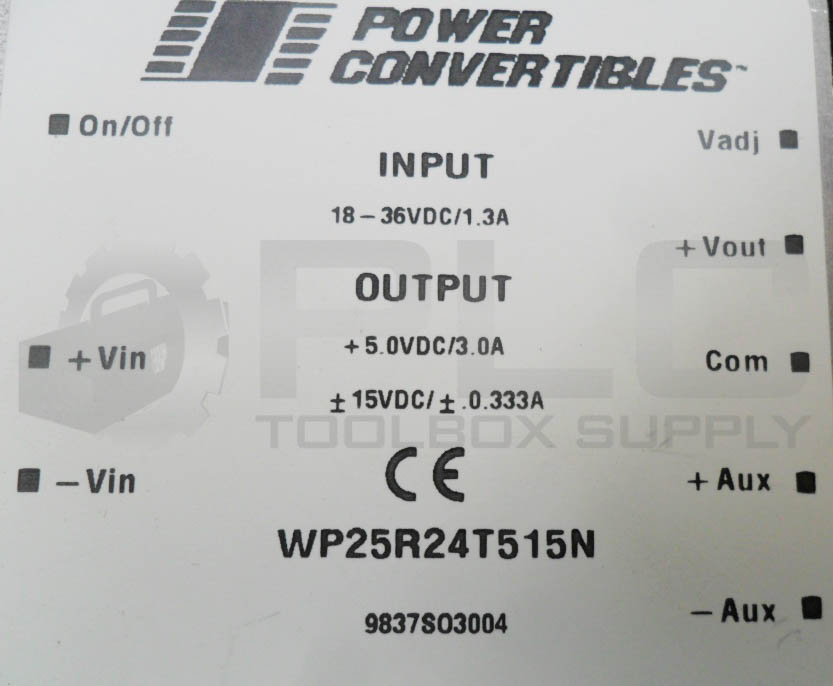 POWER
CONVERTIBLES™
On/Off
Vadj
INPUT
18-36VDC/1.3A
+Vout
OUTPUT
+5.0VDC/3.0A
+Vin
Com
±15VDC/±.0.333A
PLC
TOOLBOX SUPPLY
-Vin
CE
+Aux
WP25R24T515N
-Aux
9837SO3004